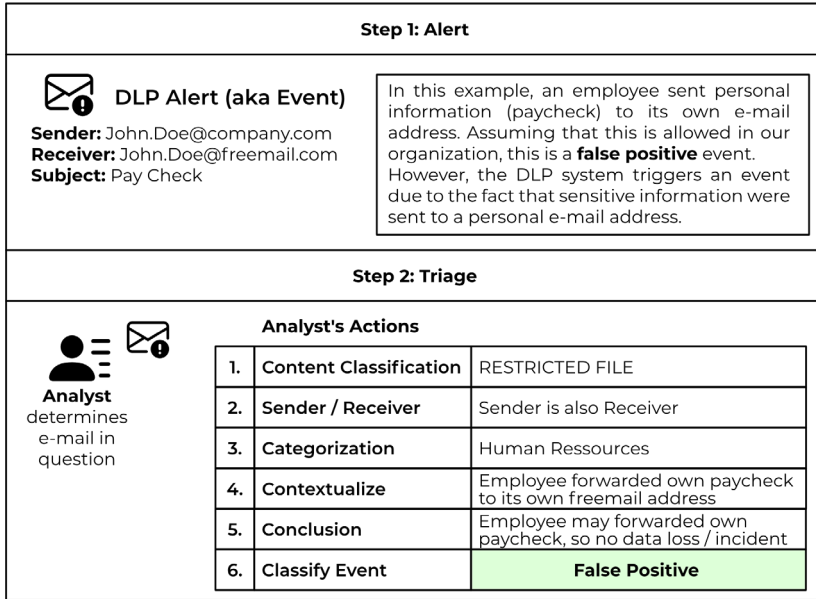 Step 1: Alert
DLP Alert (aka Event)
Sender: John.Doe@company.com
Receiver: John.Doe@freemail.com
Subject: Pay Check
In this example, an employee sent personal
information (paycheck) to its own e-mail
address. Assuming that this is allowed in our
organization, this is a false positive event.
However, the DLP system triggers an event
due to the fact that sensitive information were
sent to a personal e-mail address.
Step 2: Triage
Analyst
determines
e-mail in
question
Analyst's Actions
1. Content Classification RESTRICTED FILE
2. Sender / Receiver Sender is also Receiver
3. Categorization Human Ressources
4. Contextualize Employee forwarded own paycheck
to its own freemail address
5. Conclusion Employee may forwarded own
paycheck, so no data loss / incident
6. Classify Event False Positive